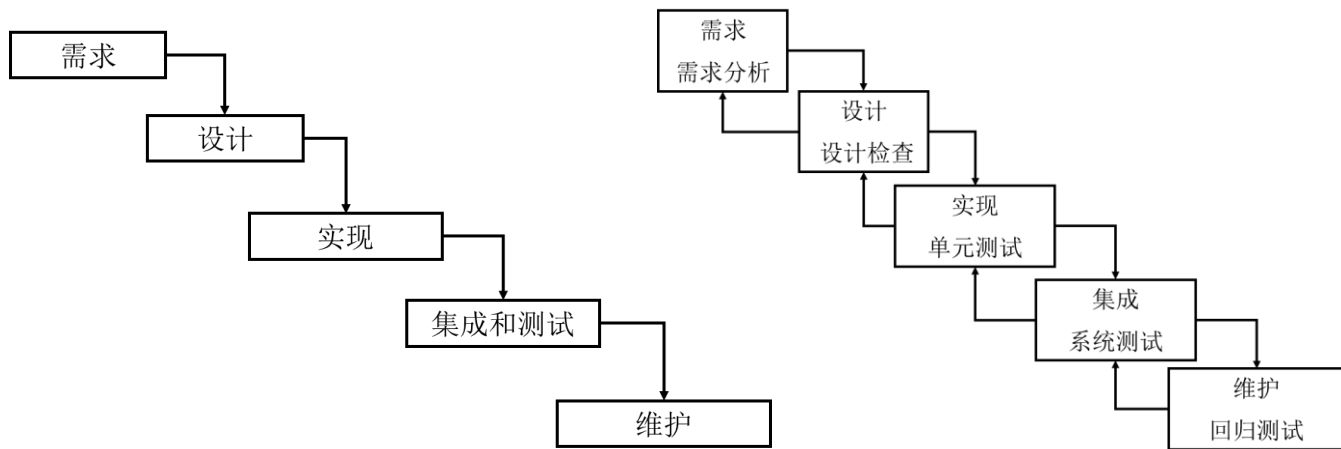 需求
设计
实现
集成和测试
维护
需求
需求分析
设计
设计检查
实现
单元测试
集成
系统测试
维护
回归测试